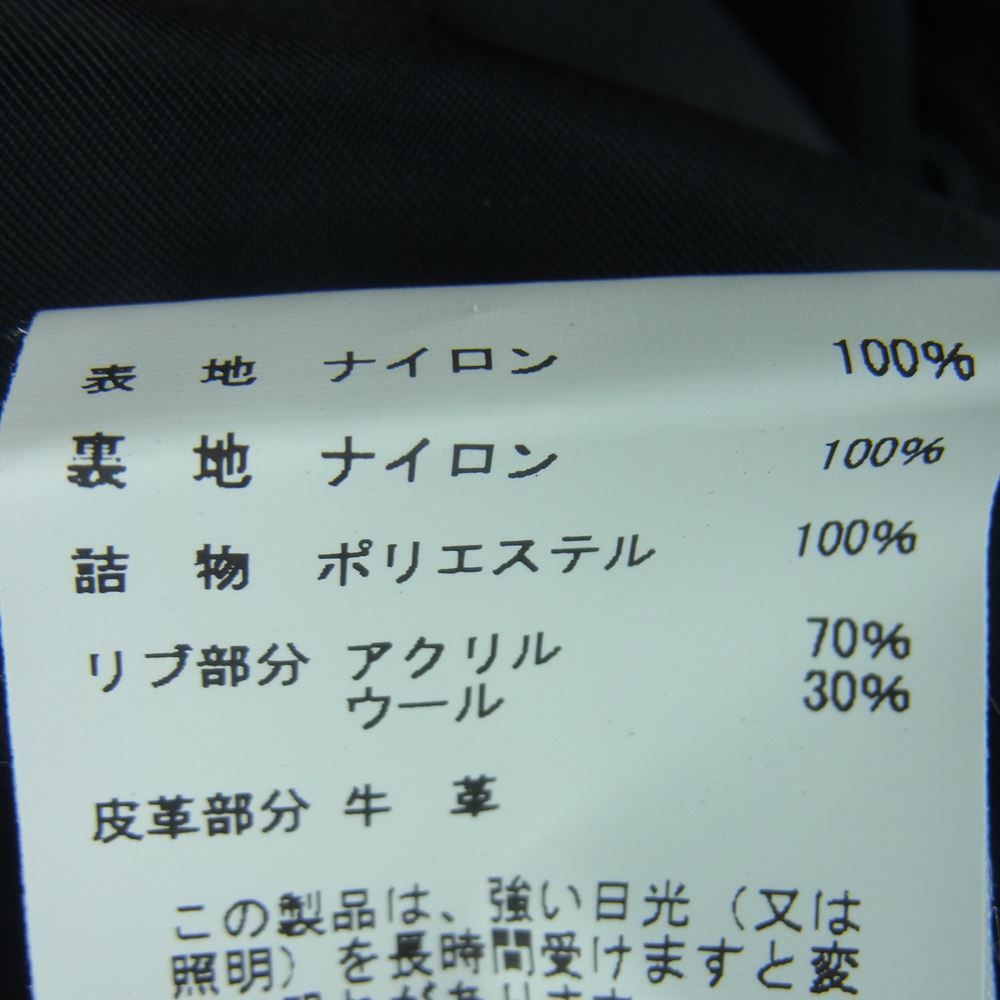 表 地 ナイロン 100%
裏 地 ナイロン 100%
詰 物 ポリエステル 100%
リブ部分 アクリル 70%
ウール 30%
皮革部分 牛 革
この製品は、強い日光（又は
照明）を長時間受けますと変